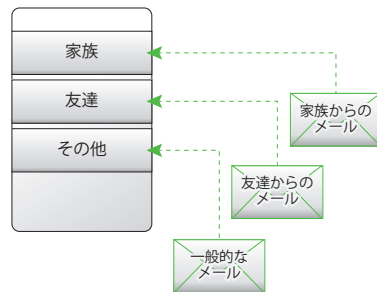 家族
友達
その他
家族からの
メール
友達からの
メール
一般的な
メール